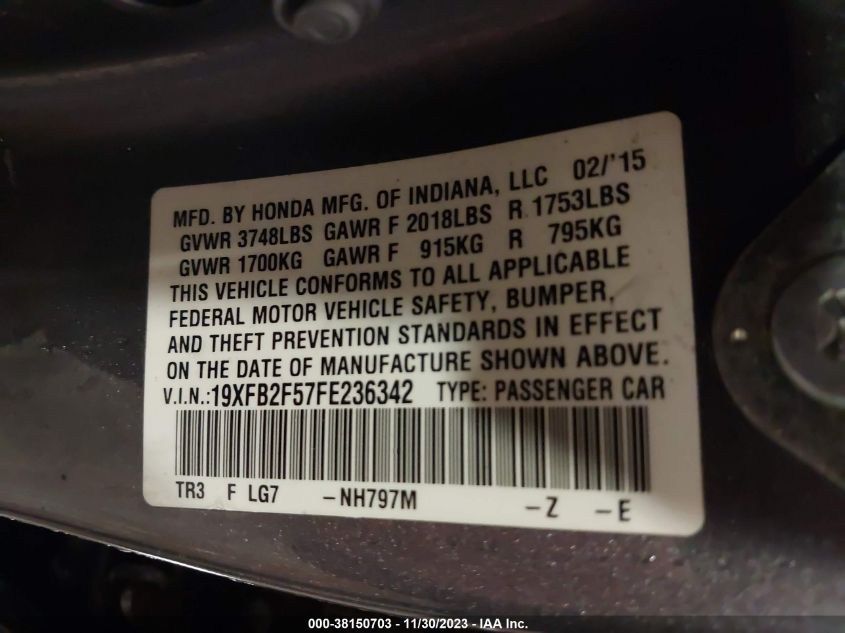 MFD. BY HONDA MFG. OF INDIANA, LLC 02/'15
GVWR 3748LBS GAWR F 2018LBS R 1753LBS
GVWR 1700KG GAWR F 915KG R 795KG
THIS VEHICLE CONFORMS TO ALL APPLICABLE
FEDERAL MOTOR VEHICLE SAFETY, BUMPER,
AND THEFT PREVENTION STANDARDS IN EFFECT
ON THE DATE OF MANUFACTURE SHOWN ABOVE.
V.I.N.:19XFB2F57FE236342 TYPE: PASSENGER CAR
TR3 F LG7 -NH797M -Z -E
000-38150703 - 11/30/2023 - IAA Inc.